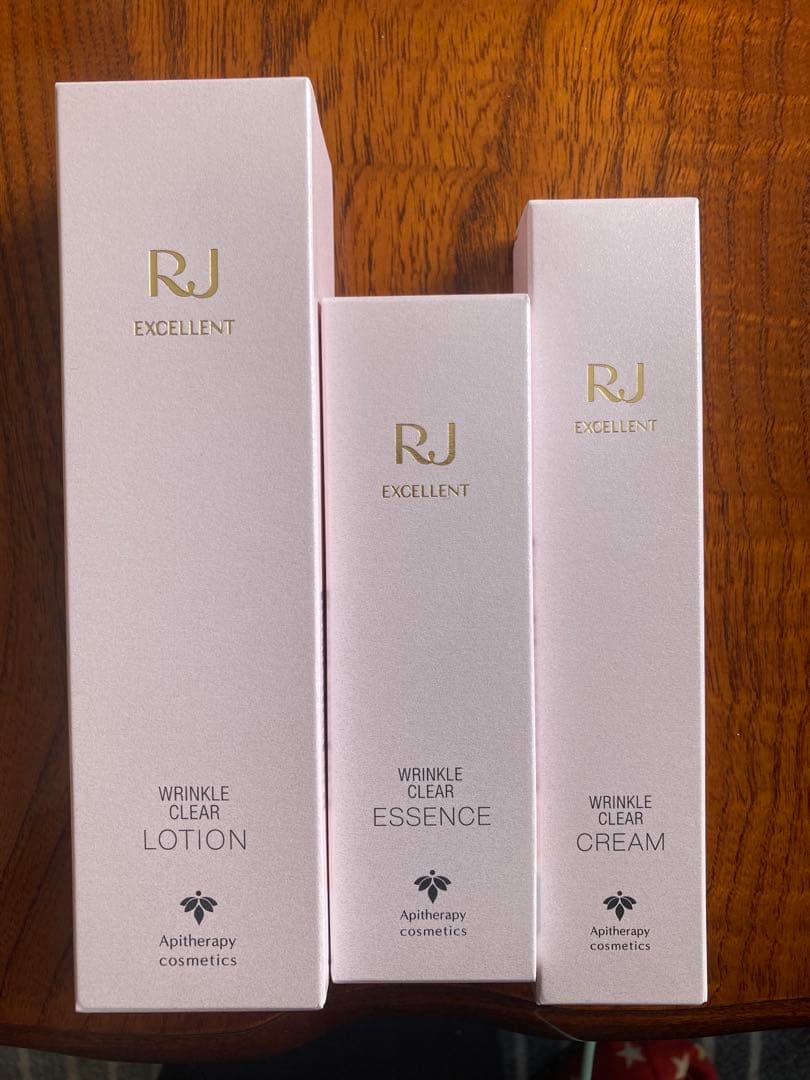 RJ
EXCELLENT
WRINKLE
CLEAR
LOTION
Apitherapy
cosmetics
RJ
EXCELLENT
WRINKLE
CLEAR
ESSENCE
Apitherapy
cosmetics
RJ
EXCELLENT
WRINKLE
CLEAR
CREAM
Apitherapy
cosmetics